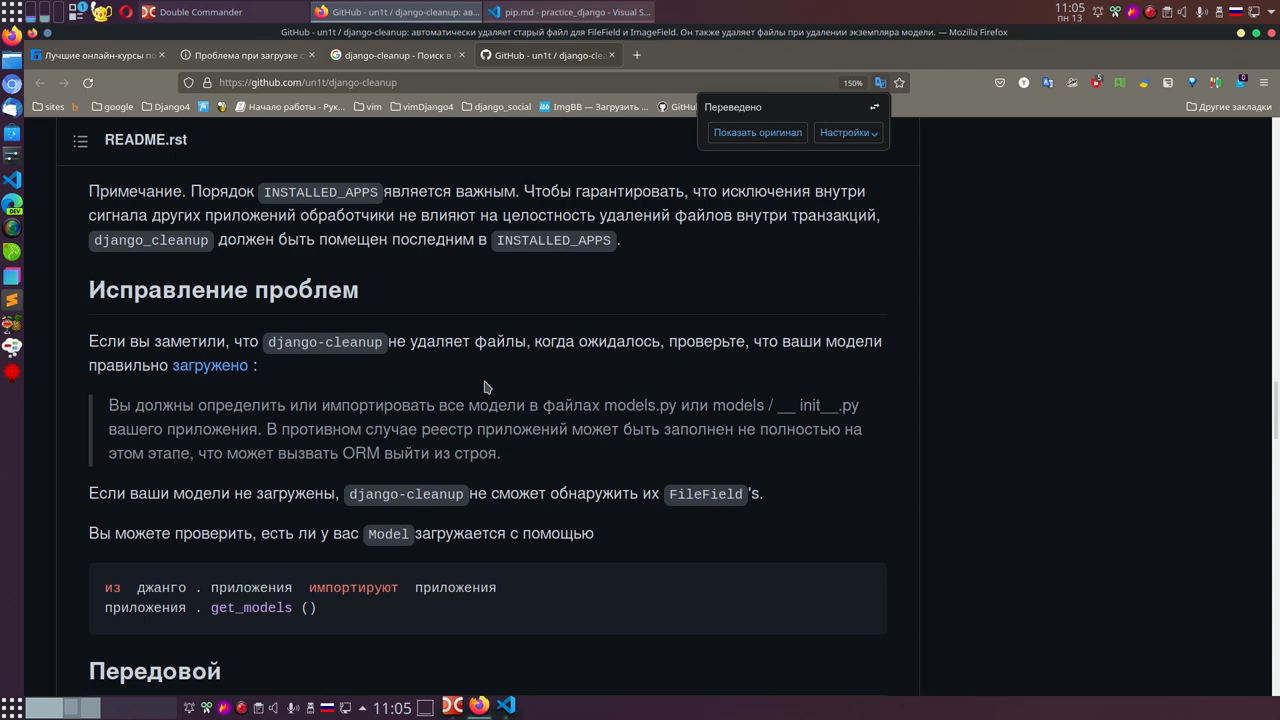 Double Command
GitHub - un1t / django-cleanup: ав...
pip.md - practice_django - Visual S...
11:05
пн 13
GitHub - un1t / django-cleanup: автоматически удаляет старый файл для FileField и ImageField. Он также удаляет файлы при удалении экземпляра модели. — Mozilla Firefox
Лучшие онлайн-курсы по
Проблема при загрузке с
django-cleanup - Поиск в
GitHub - un1t / django-cle
https://github.com/un1t/django-cleanup
150%
sites
google
Django4
Начало работы - Рук...
vim
vimDjango4
django_social
ImgBB — Загрузить ...
GitHu
Другие закладки
Переведено
Показать оригинал
Настройки
README.rst
Примечание. Порядок INSTALLED_APPS является важным. Чтобы гарантировать, что исключения внутри
сигнала других приложений обработчики не влияют на целостность удалений файлов внутри транзакций,
django_cleanup должен быть помещен последним в INSTALLED_APPS .
Исправление проблем
Если вы заметили, что django-cleanup не удаляет файлы, когда ожидалось, проверьте, что ваши модели
правильно загружено :
Вы должны определить или импортировать все модели в файлах models.py или models / __ init__.py
вашего приложения. В противном случае реестр приложений может быть заполнен не полностью на
этом этапе, что может вызвать ORM выйти из строя.
Если ваши модели не загружены, django-cleanup не сможет обнаружить их FileField 's.
Вы можете проверить, есть ли у вас Model загружается с помощью
из джанго . приложения импортируют приложения
приложения . get_models ()
Передовой
11:05